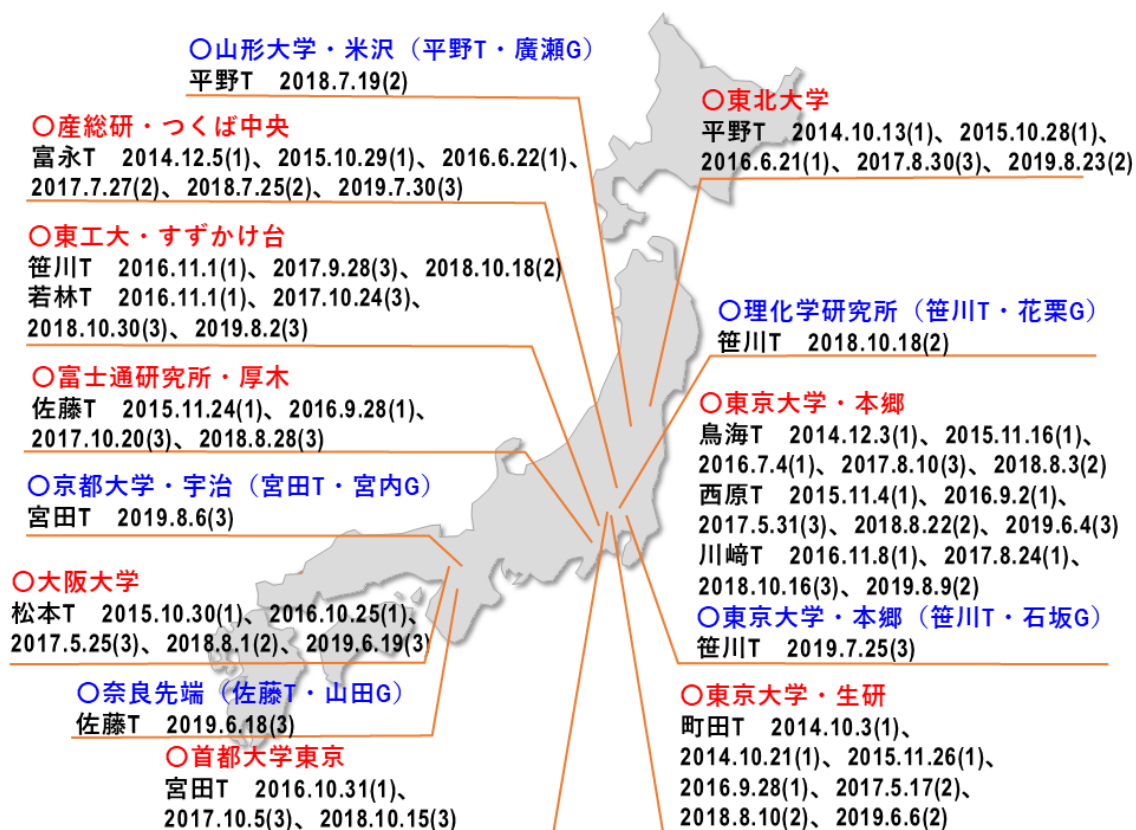 〇山形大学・米沢（平野T・廣瀬G）
平野T　2018.7.19(2)
〇産総研・つくば中央
富永T　2014.12.5(1)、2015.10.29(1)、2016.6.22(1)、
2017.7.27(2)、2018.7.25(2)、2019.7.30(3)
〇東工大・すずかけ台
笹川T　2016.11.1(1)、2017.9.28(3)、2018.10.18(2)
若林T　2016.11.1(1)、2017.10.24(3)、
2018.10.30(3)、2019.8.2(3)
〇富士通研究所・厚木
佐藤T　2015.11.24(1)、2016.9.28(1)、
2017.10.20(3)、2018.8.28(3)
〇京都大学・宇治（宮田T・宮内G）
宮田T　2019.8.6(3)
〇大阪大学
松本T　2015.10.30(1)、2016.10.25(1)、
2017.5.25(3)、2018.8.1(2)、2019.6.19(3)
〇奈良先端（佐藤T・山田G）
佐藤T　2019.6.18(3)
〇首都大学東京
宮田T　2016.10.31(1)、
2017.10.5(3)、2018.10.15(3)
〇東北大学
平野T　2014.10.13(1)、2015.10.28(1)、
2016.6.21(1)、2017.8.30(3)、2019.8.23(2)
〇理化学研究所（笹川T・花栗G）
笹川T　2018.10.18(2)
〇東京大学・本郷
鳥海T　2014.12.3(1)、2015.11.16(1)、
2016.7.4(1)、2017.8.10(3)、2018.8.3(2)
西原T　2015.11.4(1)、2016.9.2(1)、
2017.5.31(3)、2018.8.22(2)、2019.6.4(3)
川﨑T　2016.11.8(1)、2017.8.24(1)、
2018.10.16(3)、2019.8.9(2)
〇東京大学・本郷（笹川T・石坂G）
笹川T　2019.7.25(3)
〇東京大学・生研
町田T　2014.10.3(1)、
2014.10.21(1)、2015.11.26(1)、
2016.9.28(1)、2017.5.17(2)、
2018.8.10(2)、2019.6.6(2)